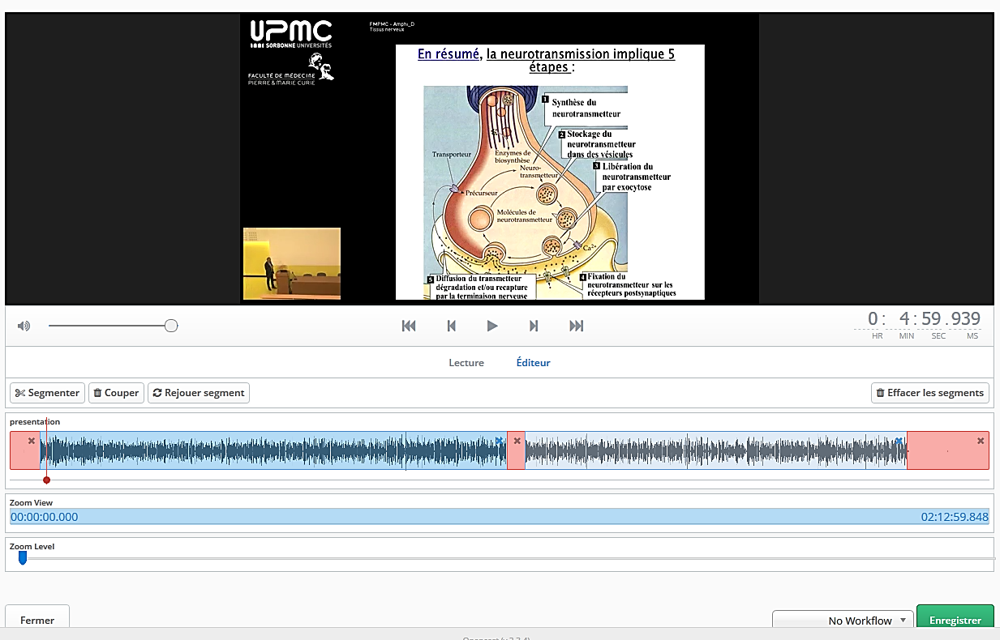 UPMC
SORBONNE UNIVERSITÉS
FACULTÉ DE MÉDECINE
PIERRE & MARIE CURIE
FMPMC - Amphi_D
Tissus nerveux
En résumé, la neurotransmission implique 5
étapes :
1 Synthèse du
neurotransmetteur
2 Stockage du
neurotransmetteur
dans des vésicules
3 Libération du
neurotransmetteur
par exocytose
Transporteur
Enzymes de
biosynthèse
Neuro-
transmetteur
Précurseur
Molécules de
neurotransmetteur
Ca2+
5 Diffusion du transmetteur
dégradation et/ou recapture
par la terminaison nerveuse
4 Fixation du
neurotransmetteur sur les
récepteurs postsynaptiques
0: 4:59.939
HR MIN SEC MS
Lecture Éditeur
Segmenter Couper Rejouer segment Effacer les segments
presentation
Zoom View
00:00:00.000 02:12:59.848
Zoom Level
Fermer No Workflow Enregistrer